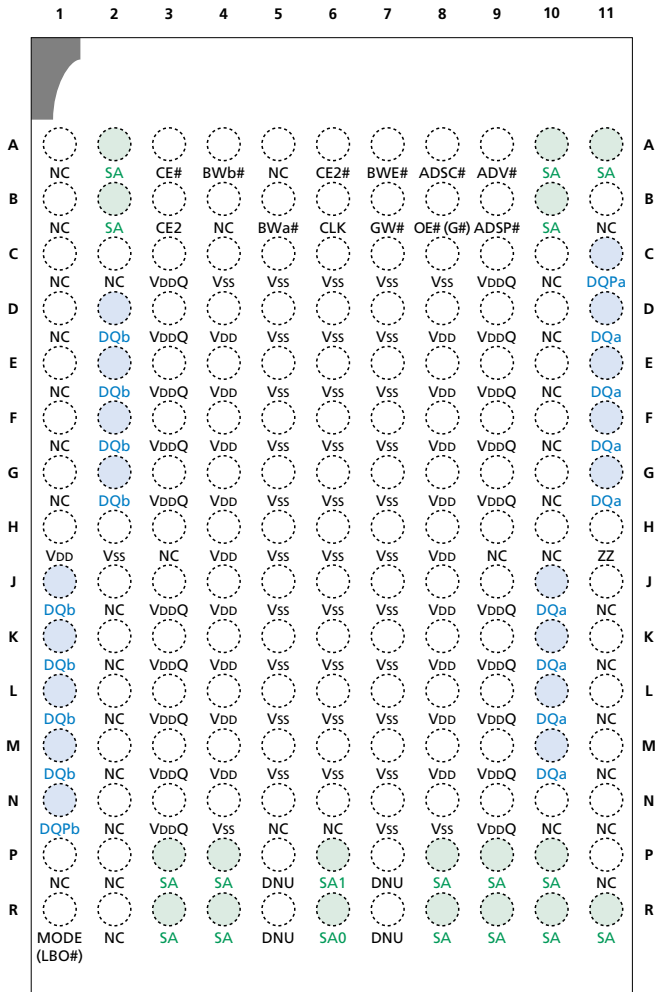 1 2 3 4 5 6 7 8 9 10 11
A A
NC SA CE# BWb# NC CE2# BWE# ADSC# ADV# SA SA
B B
NC SA CE2 NC BWa# CLK GW# OE# (G#) ADSP# SA NC
C C
NC NC VDDQ Vss Vss Vss Vss Vss VDDQ NC DQPa
D D
NC DQb VDDQ VDD Vss Vss Vss VDD VDDQ NC DQa
E E
NC DQb VDDQ VDD Vss Vss Vss VDD VDDQ NC DQa
F F
NC DQb VDDQ VDD Vss Vss Vss VDD VDDQ NC DQa
G G
NC DQb VDDQ VDD Vss Vss Vss VDD VDDQ NC DQa
H H
VDD Vss NC VDD Vss Vss Vss VDD NC NC ZZ
J J
DQb NC VDDQ VDD Vss Vss Vss VDD VDDQ DQa NC
K K
DQb NC VDDQ VDD Vss Vss Vss VDD VDDQ DQa NC
L L
DQb NC VDDQ VDD Vss Vss Vss VDD VDDQ DQa NC
M M
DQb NC VDDQ VDD Vss Vss Vss VDD VDDQ DQa NC
N N
DQPb NC VDDQ Vss NC NC Vss Vss VDDQ NC NC
P P
NC NC SA SA DNU SA1 DNU SA SA SA NC
R R
MODE NC SA SA DNU SA0 DNU SA SA SA SA
(LBO#)